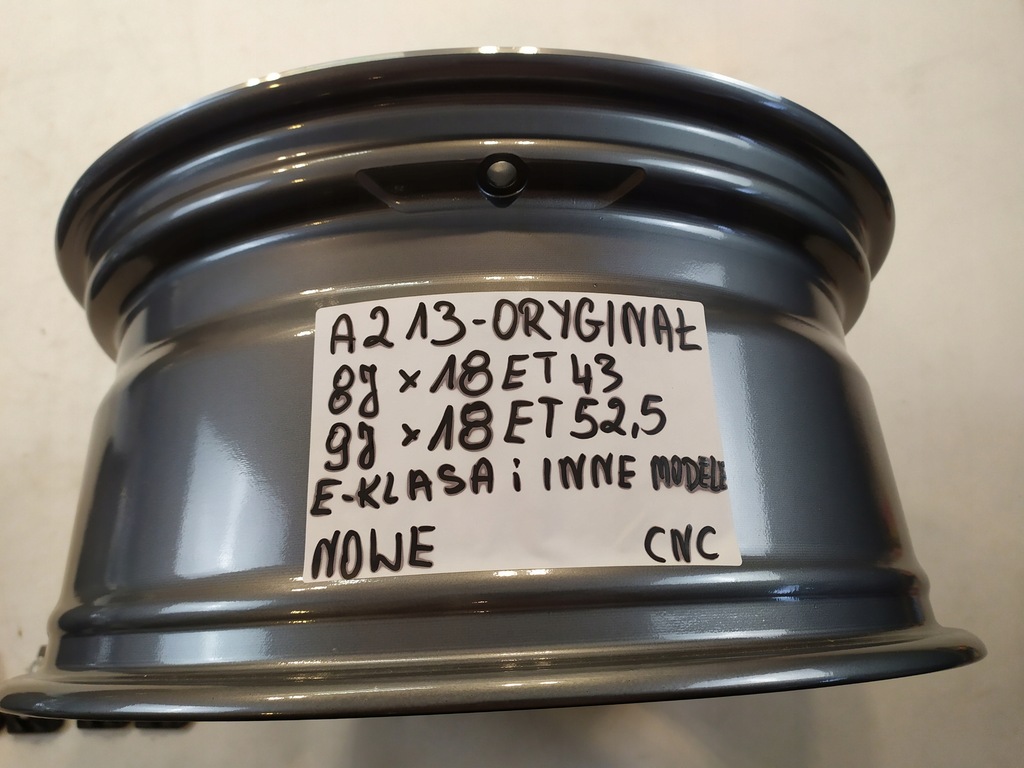 A213-ORYGINAŁ
8J x 18 ET 43
9J x 18 ET 52,5
E-KLASA i INNE MODELE
NOWE CNC